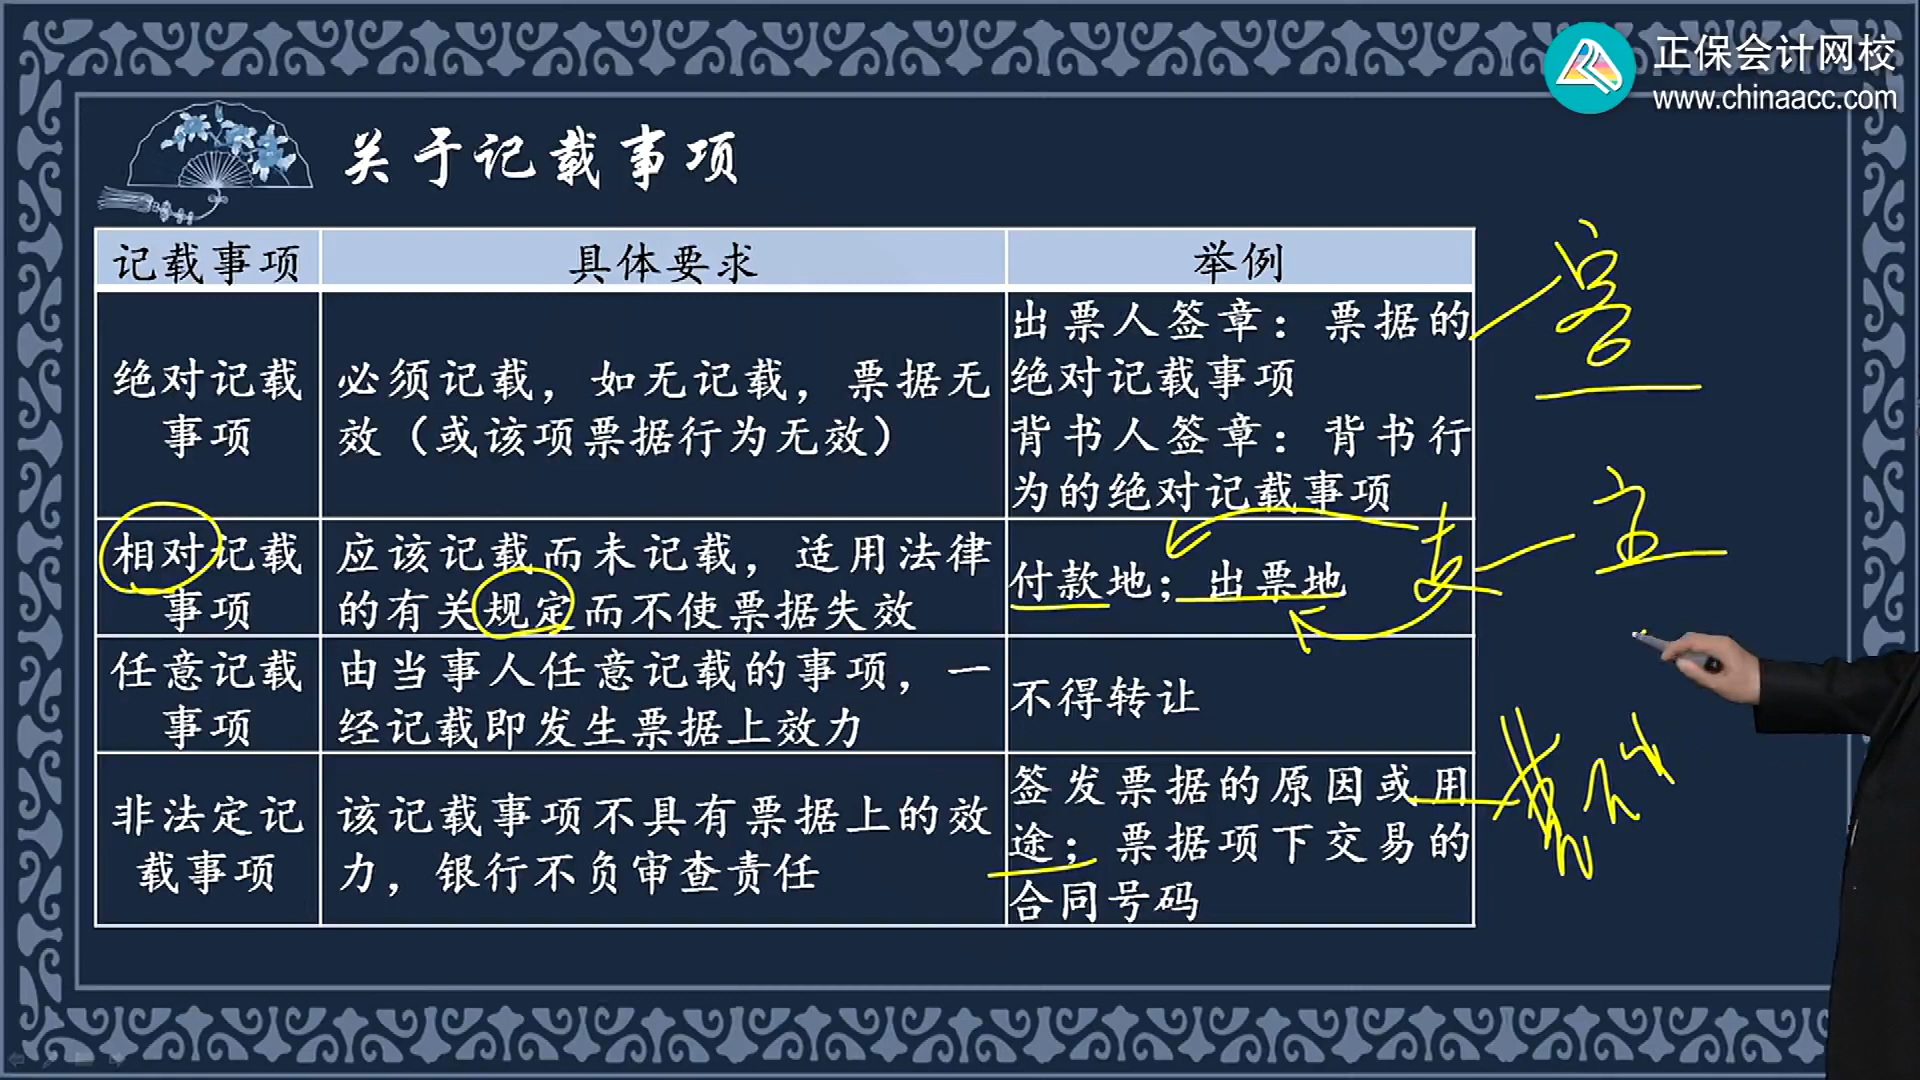 正保会计网校
www.chinaacc.com
关于记载事项
记载事项
具体要求
举例
绝对记载
事项
必须记载，如无记载，票据无
效（或该项票据行为无效）
出票人签章：票据的
绝对记载事项
背书人签章：背书行
为的绝对记载事项
相对记载
事项
应该记载而未记载，适用法律
的有关规定而不使票据失效
付款地；出票地
任意记载
事项
由当事人任意记载的事项，一
经记载即发生票据上效力
不得转让
非法定记
载事项
该记载事项不具有票据上的效
力，银行不负审查责任
签发票据的原因或用
途；票据项下交易的
合同号码